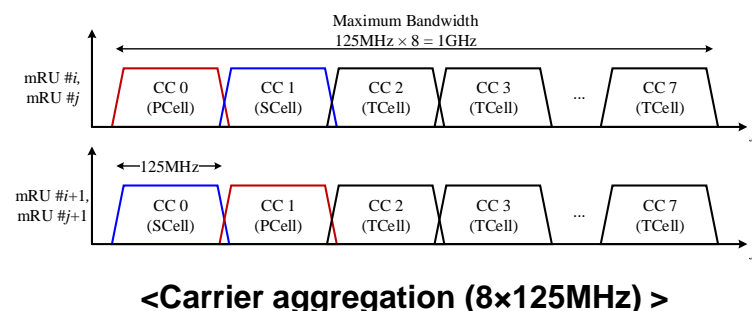 Maximum Bandwidth
125MHz × 8 = 1GHz
mRU #i,
mRU #j
CC 0
(PCell)
CC 1
(SCell)
CC 2
(TCell)
CC 3
(TCell)
...
CC 7
(TCell)
125MHz
mRU #i+1,
mRU #j+1
CC 0
(SCell)
CC 1
(PCell)
CC 2
(TCell)
CC 3
(TCell)
...
CC 7
(TCell)
<Carrier aggregation (8×125MHz) >